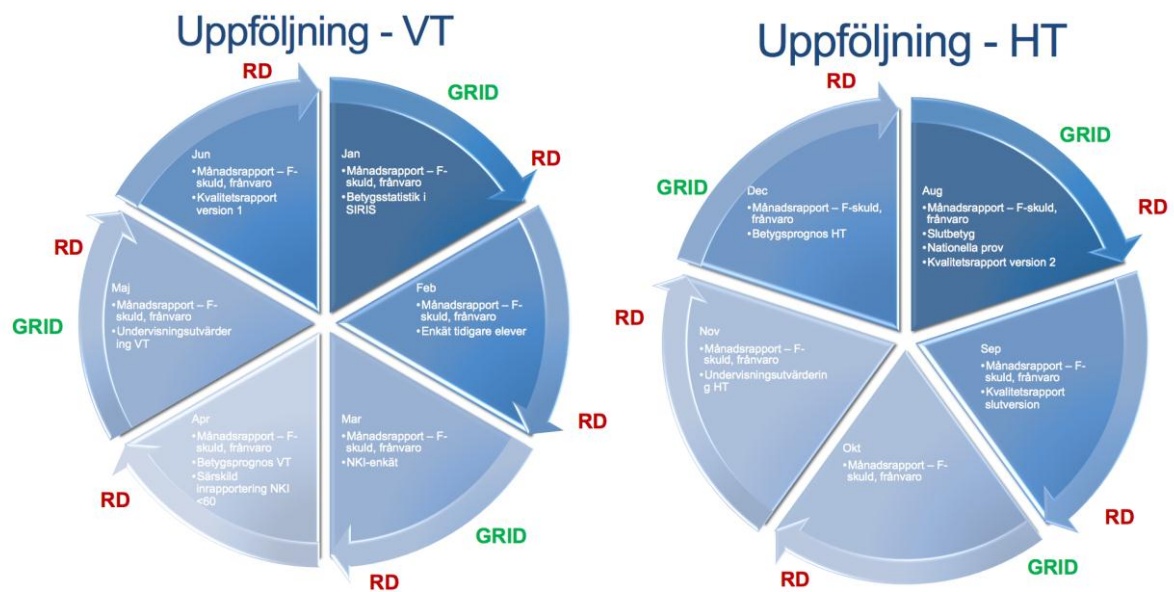 Uppföljning - VT
RD
GRID
RD
Jun
•Månadsrapport – F-
skuld, frånvaro
•Kvalitetsrapport
version 1
Jan
•Månadsrapport – F-
skuld, frånvaro
•Betygsstatistik i
SIRIS
RD
GRID
Maj
•Månadsrapport – F-
skuld, frånvaro
•Undervisningsutvärder
ing VT
Feb
•Månadsrapport – F-
skuld, frånvaro
•Enkät tidigare elever
RD
Apr
•Månadsrapport – F-
skuld, frånvaro
•Betygsprognos VT
•Särskild
inrapportering NKI
<60
Mar
•Månadsrapport – F-
skuld, frånvaro
•NKI-enkät
RD
GRID
RD
Uppföljning - HT
RD
GRID
GRID
RD
Dec
•Månadsrapport – F-skuld,
frånvaro
•Betygsprognos HT
Aug
•Månadsrapport – F-skuld,
frånvaro
•Slutbetyg
•Nationella prov
•Kvalitetsrapport version 2
RD
Nov
•Månadsrapport – F-
skuld, frånvaro
•Undervisningsutvärderin
g HT
Sep
•Månadsrapport – F-
skuld, frånvaro
•Kvalitetsrapport
slutversion
Okt
•Månadsrapport – F-
skuld, frånvaro
RD
GRID
RD